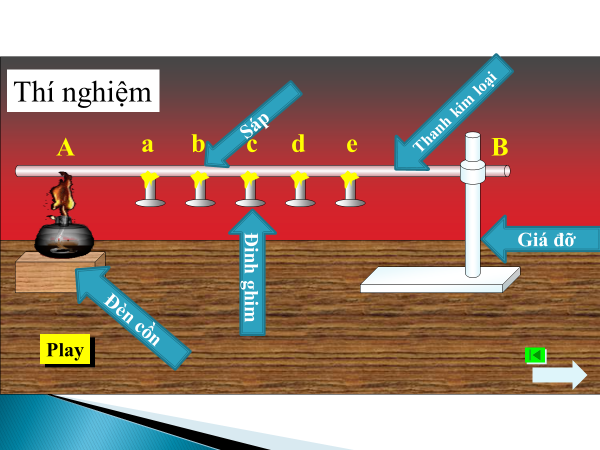 Thí nghiệm
Sáp
Thanh kim loại
A
a
b
c
d
e
B
Đinh ghim
Giá đỡ
Đèn cồn
Play